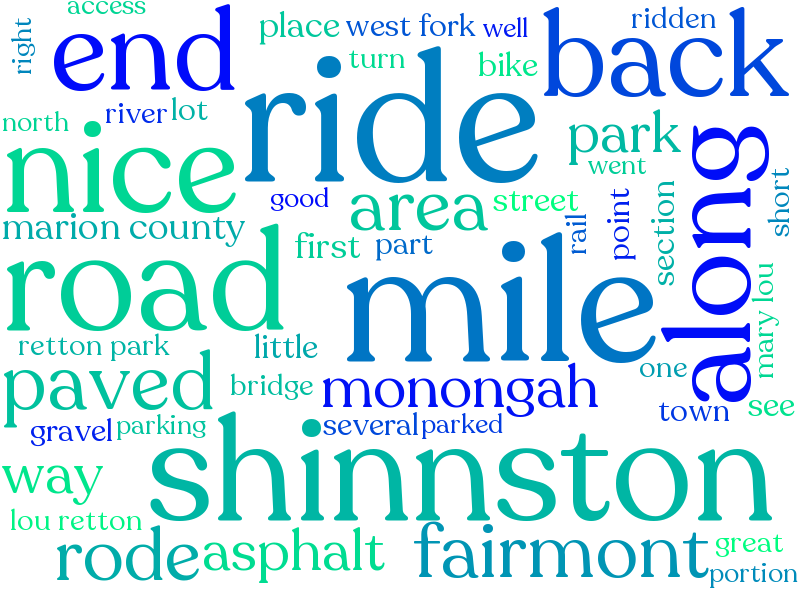 access
right
end
place
west fork
well
ridden
back
turn
bike
ride
river
lot
north
nice
park
went
along
good
area
street
point
rail
section
short
marion county
first
part
road
mile
mary lou
retton park
little
one
paved
bridge
monongah
town
see
gravel
parking
several
parked
way
shinnston
lou retton
rode
asphalt
fairmont
great
portion